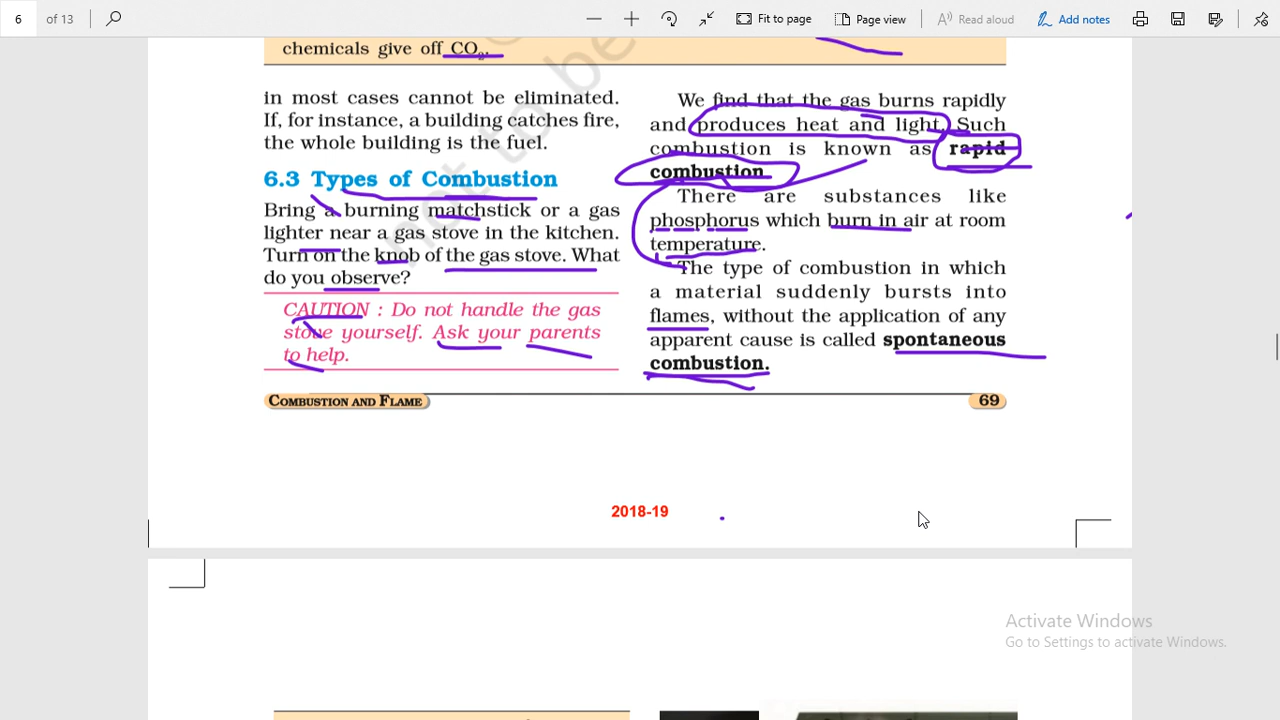 6 of 13
Fit to page
Page view
Read aloud
Add notes
chemicals give off CO₂.
in most cases cannot be eliminated.
If, for instance, a building catches fire,
the whole building is the fuel.
6.3 Types of Combustion
Bring a burning matchstick or a gas
lighter near a gas stove in the kitchen.
Turn on the knob of the gas stove. What
do you observe?
CAUTION : Do not handle the gas
stove yourself. Ask your parents
to help.
We find that the gas burns rapidly
and produces heat and light. Such
combustion is known as rapid
combustion.
There are substances like
phosphorus which burn in air at room
temperature.
The type of combustion in which
a material suddenly bursts into
flames, without the application of any
apparent cause is called spontaneous
combustion.
COMBUSTION AND FLAME
69
not to be
2018-19
Activate Windows
Go to Settings to activate Windows.